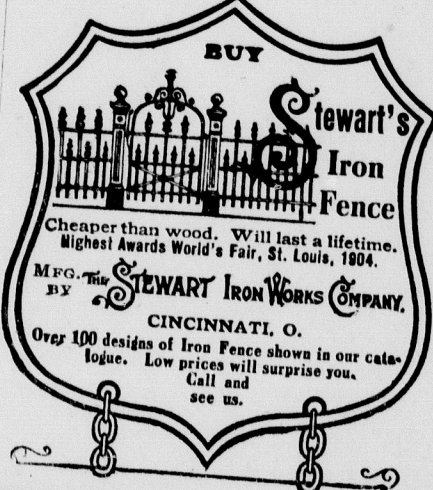 BUY
Stewart's
Iron
Fence
Cheaper than wood. Will last a lifetime.
Highest Awards World's Fair, St. Louis, 1904.
MFG. BY THE STEWART IRON WORKS COMPANY.
CINCINNATI, O.
Over 100 designs of Iron Fence shown in our cata-
logue. Low prices will surprise you.
Call and
see us.